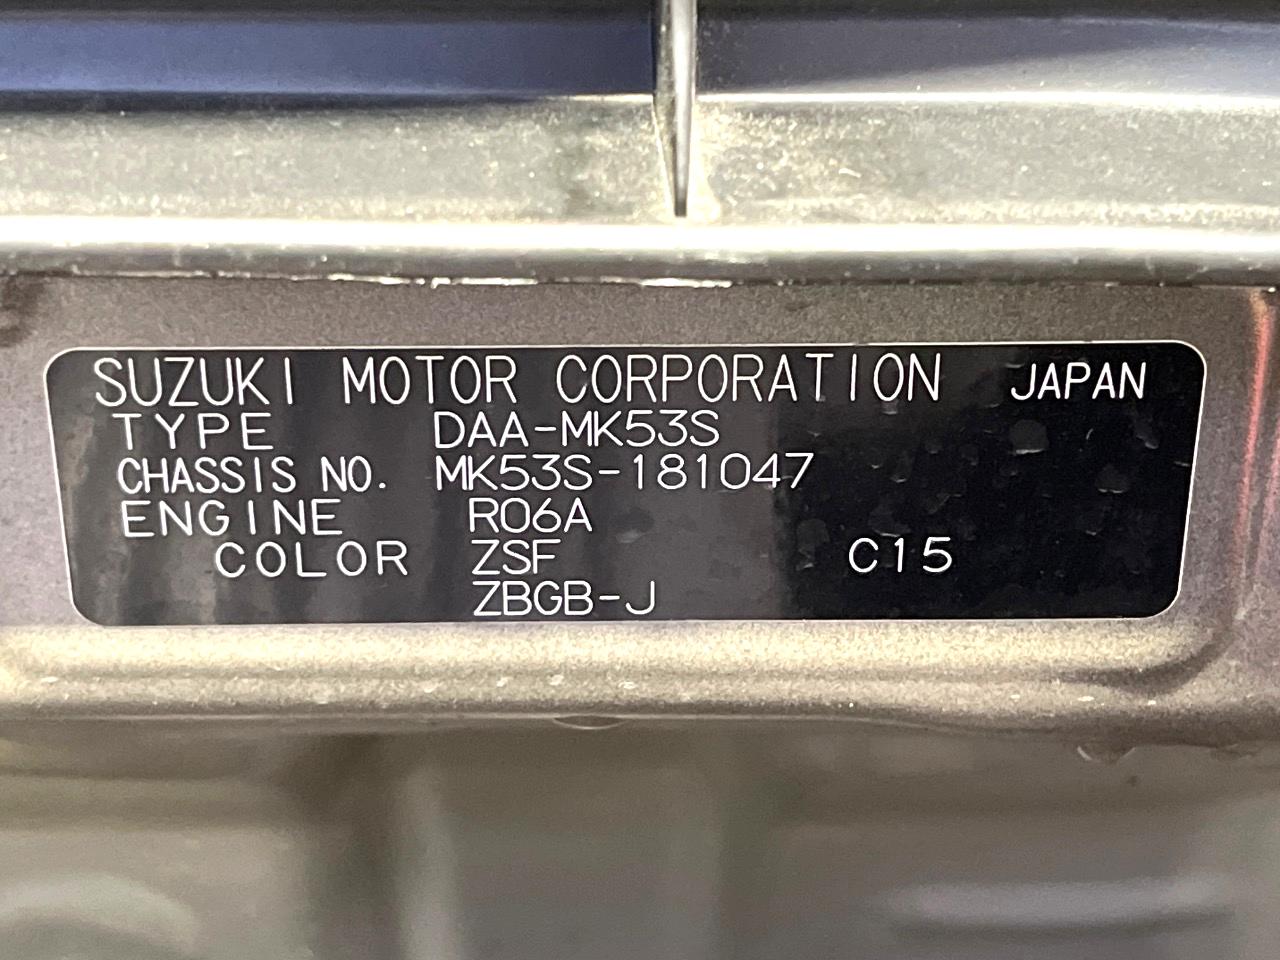 SUZUKI MOTOR CORPORATION JAPAN
TYPE DAA-MK53S
CHASSIS NO. MK53S-181047
ENGINE R06A
COLOR ZSF C15
ZBGB-J